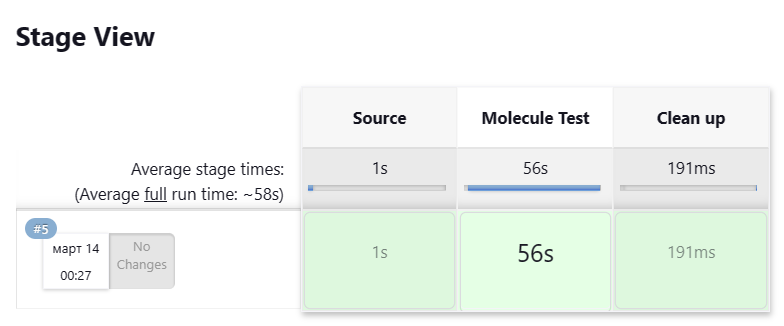 Stage View
Source Molecule Test Clean up
Average stage times: 1s 56s 191ms
(Average full run time: ~58s)
#5
март 14 No
Changes
00:27
1s 56s 191ms